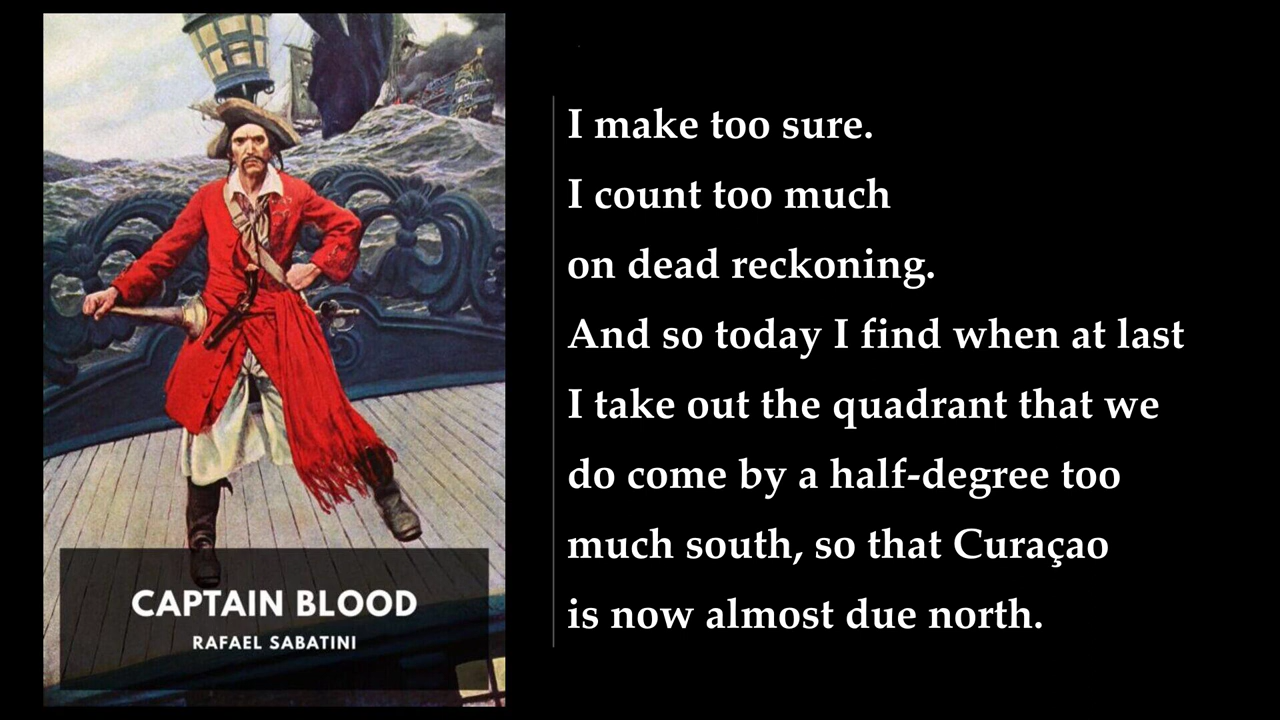 CAPTAIN BLOOD
RAFAEL SABATINI
I make too sure.
I count too much
on dead reckoning.
And so today I find when at last
I take out the quadrant that we
do come by a half-degree too
much south, so that Curaçao
is now almost due north.